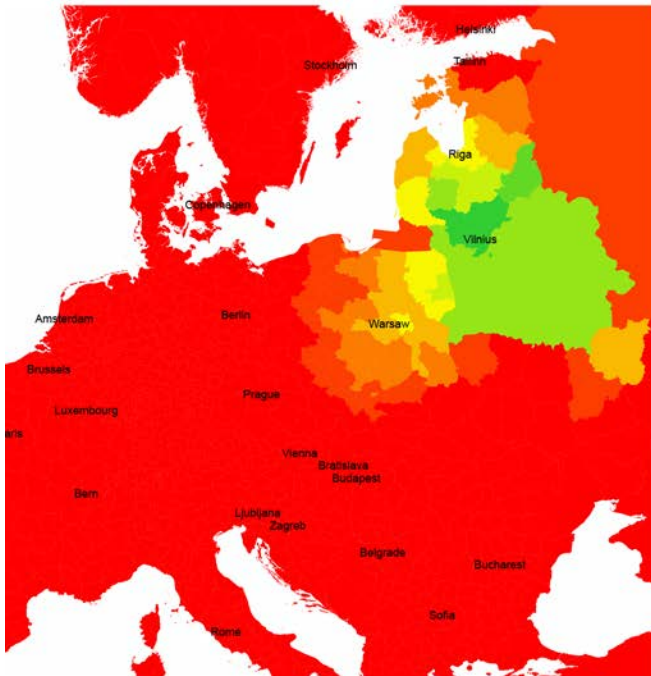 Helsinki
Tallinn
Stockholm
Riga
Copenhagen
Vilnius
Amsterdam
Berlin
Warsaw
Brussels
Prague
Luxembourg
aris
Vienna
Bratislava
Budapest
Bern
Ljubljana
Zagreb
Belgrade
Bucharest
Sofia
Rome